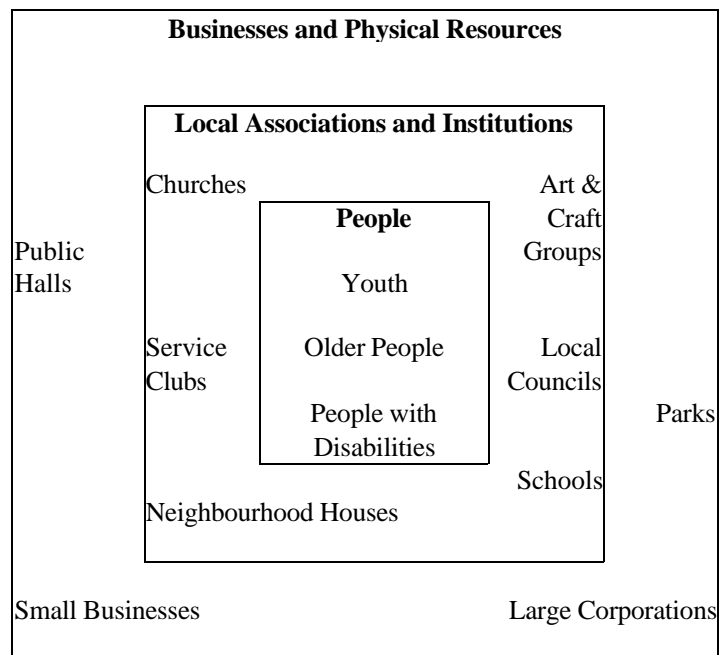 Businesses and Physical Resources
Local Associations and Institutions
Churches
Art &
Craft
Groups
People
Public
Halls
Youth
Service
Clubs
Older People
Local
Councils
People with
Disabilities
Parks
Schools
Neighbourhood Houses
Small Businesses
Large Corporations